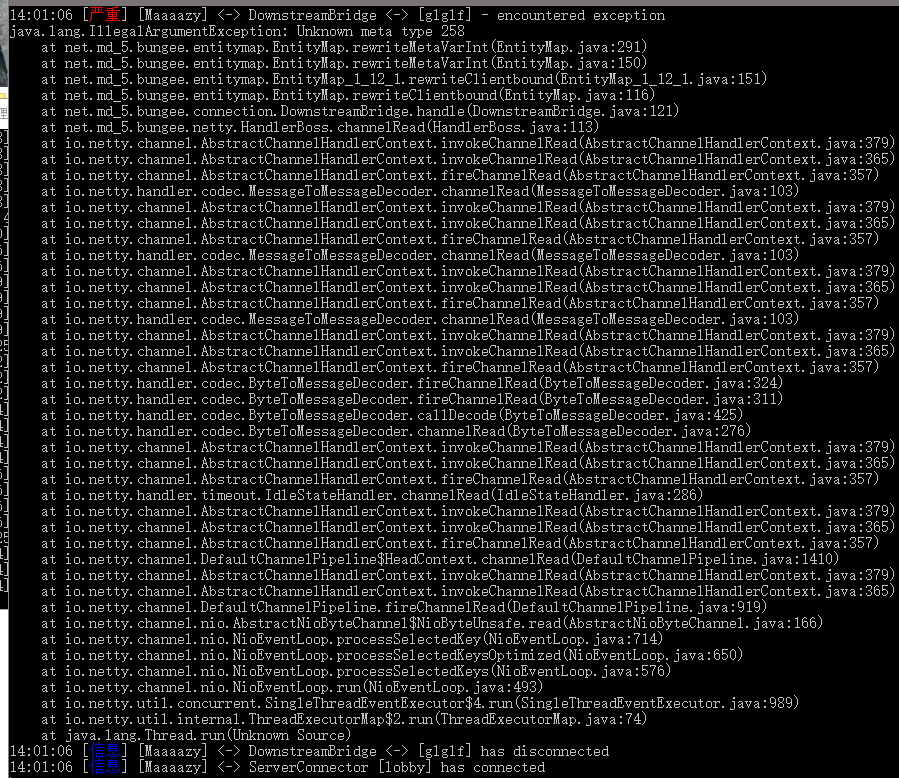 14:01:06 [严重] [Maaaazy] <-> DownstreamBridge <-> [glglf] - encountered exception
java.lang.IllegalArgumentException: Unknown meta type 258
    at net.md_5.bungee.entitymap.EntityMap.rewriteMetaVarInt(EntityMap.java:291)
    at net.md_5.bungee.entitymap.EntityMap.rewriteMetaVarInt(EntityMap.java:150)
    at net.md_5.bungee.entitymap.EntityMap_1_12_1.rewriteClientbound(EntityMap_1_12_1.java:151)
    at net.md_5.bungee.entitymap.EntityMap.rewriteClientbound(EntityMap.java:116)
    at net.md_5.bungee.connection.DownstreamBridge.handle(DownstreamBridge.java:121)
    at net.md_5.bungee.netty.HandlerBoss.channelRead(HandlerBoss.java:113)
    at io.netty.channel.AbstractChannelHandlerContext.invokeChannelRead(AbstractChannelHandlerContext.java:379)
    at io.netty.channel.AbstractChannelHandlerContext.invokeChannelRead(AbstractChannelHandlerContext.java:365)
    at io.netty.channel.AbstractChannelHandlerContext.fireChannelRead(AbstractChannelHandlerContext.java:357)
    at io.netty.handler.codec.MessageToMessageDecoder.channelRead(MessageToMessageDecoder.java:103)
    at io.netty.channel.AbstractChannelHandlerContext.invokeChannelRead(AbstractChannelHandlerContext.java:379)
    at io.netty.channel.AbstractChannelHandlerContext.invokeChannelRead(AbstractChannelHandlerContext.java:365)
    at io.netty.channel.AbstractChannelHandlerContext.fireChannelRead(AbstractChannelHandlerContext.java:357)
    at io.netty.handler.codec.MessageToMessageDecoder.channelRead(MessageToMessageDecoder.java:103)
    at io.netty.channel.AbstractChannelHandlerContext.invokeChannelRead(AbstractChannelHandlerContext.java:379)
    at io.netty.channel.AbstractChannelHandlerContext.invokeChannelRead(AbstractChannelHandlerContext.java:365)
    at io.netty.channel.AbstractChannelHandlerContext.fireChannelRead(AbstractChannelHandlerContext.java:357)
    at io.netty.handler.codec.MessageToMessageDecoder.channelRead(MessageToMessageDecoder.java:103)
    at io.netty.channel.AbstractChannelHandlerContext.invokeChannelRead(AbstractChannelHandlerContext.java:379)
    at io.netty.channel.AbstractChannelHandlerContext.invokeChannelRead(AbstractChannelHandlerContext.java:365)
    at io.netty.channel.AbstractChannelHandlerContext.fireChannelRead(AbstractChannelHandlerContext.java:357)
    at io.netty.handler.codec.ByteToMessageDecoder.fireChannelRead(ByteToMessageDecoder.java:324)
    at io.netty.handler.codec.ByteToMessageDecoder.fireChannelRead(ByteToMessageDecoder.java:311)
    at io.netty.handler.codec.ByteToMessageDecoder.callDecode(ByteToMessageDecoder.java:425)
    at io.netty.handler.codec.ByteToMessageDecoder.channelRead(ByteToMessageDecoder.java:276)
    at io.netty.channel.AbstractChannelHandlerContext.invokeChannelRead(AbstractChannelHandlerContext.java:379)
    at io.netty.channel.AbstractChannelHandlerContext.invokeChannelRead(AbstractChannelHandlerContext.java:365)
    at io.netty.channel.AbstractChannelHandlerContext.fireChannelRead(AbstractChannelHandlerContext.java:357)
    at io.netty.handler.timeout.IdleStateHandler.channelRead(IdleStateHandler.java:286)
    at io.netty.channel.AbstractChannelHandlerContext.invokeChannelRead(AbstractChannelHandlerContext.java:379)
    at io.netty.channel.AbstractChannelHandlerContext.invokeChannelRead(AbstractChannelHandlerContext.java:365)
    at io.netty.channel.AbstractChannelHandlerContext.fireChannelRead(AbstractChannelHandlerContext.java:357)
    at io.netty.channel.DefaultChannelPipeline$HeadContext.channelRead(DefaultChannelPipeline.java:1410)
    at io.netty.channel.AbstractChannelHandlerContext.invokeChannelRead(AbstractChannelHandlerContext.java:379)
    at io.netty.channel.AbstractChannelHandlerContext.invokeChannelRead(AbstractChannelHandlerContext.java:365)
    at io.netty.channel.DefaultChannelPipeline.fireChannelRead(DefaultChannelPipeline.java:919)
    at io.netty.channel.nio.AbstractNioByteChannel$NioByteUnsafe.read(AbstractNioByteChannel.java:166)
    at io.netty.channel.nio.NioEventLoop.processSelectedKey(NioEventLoop.java:714)
    at io.netty.channel.nio.NioEventLoop.processSelectedKeysOptimized(NioEventLoop.java:650)
    at io.netty.channel.nio.NioEventLoop.processSelectedKeys(NioEventLoop.java:576)
    at io.netty.channel.nio.NioEventLoop.run(NioEventLoop.java:493)
    at io.netty.util.concurrent.SingleThreadEventExecutor$4.run(SingleThreadEventExecutor.java:989)
    at io.netty.util.internal.ThreadExecutorMap$2.run(ThreadExecutorMap.java:74)
    at java.lang.Thread.run(Unknown Source)
14:01:06 [信息] [Maaaazy] <-> DownstreamBridge <-> [glglf] has disconnected
14:01:06 [信息] [Maaaazy] <-> ServerConnector [lobby] has connected